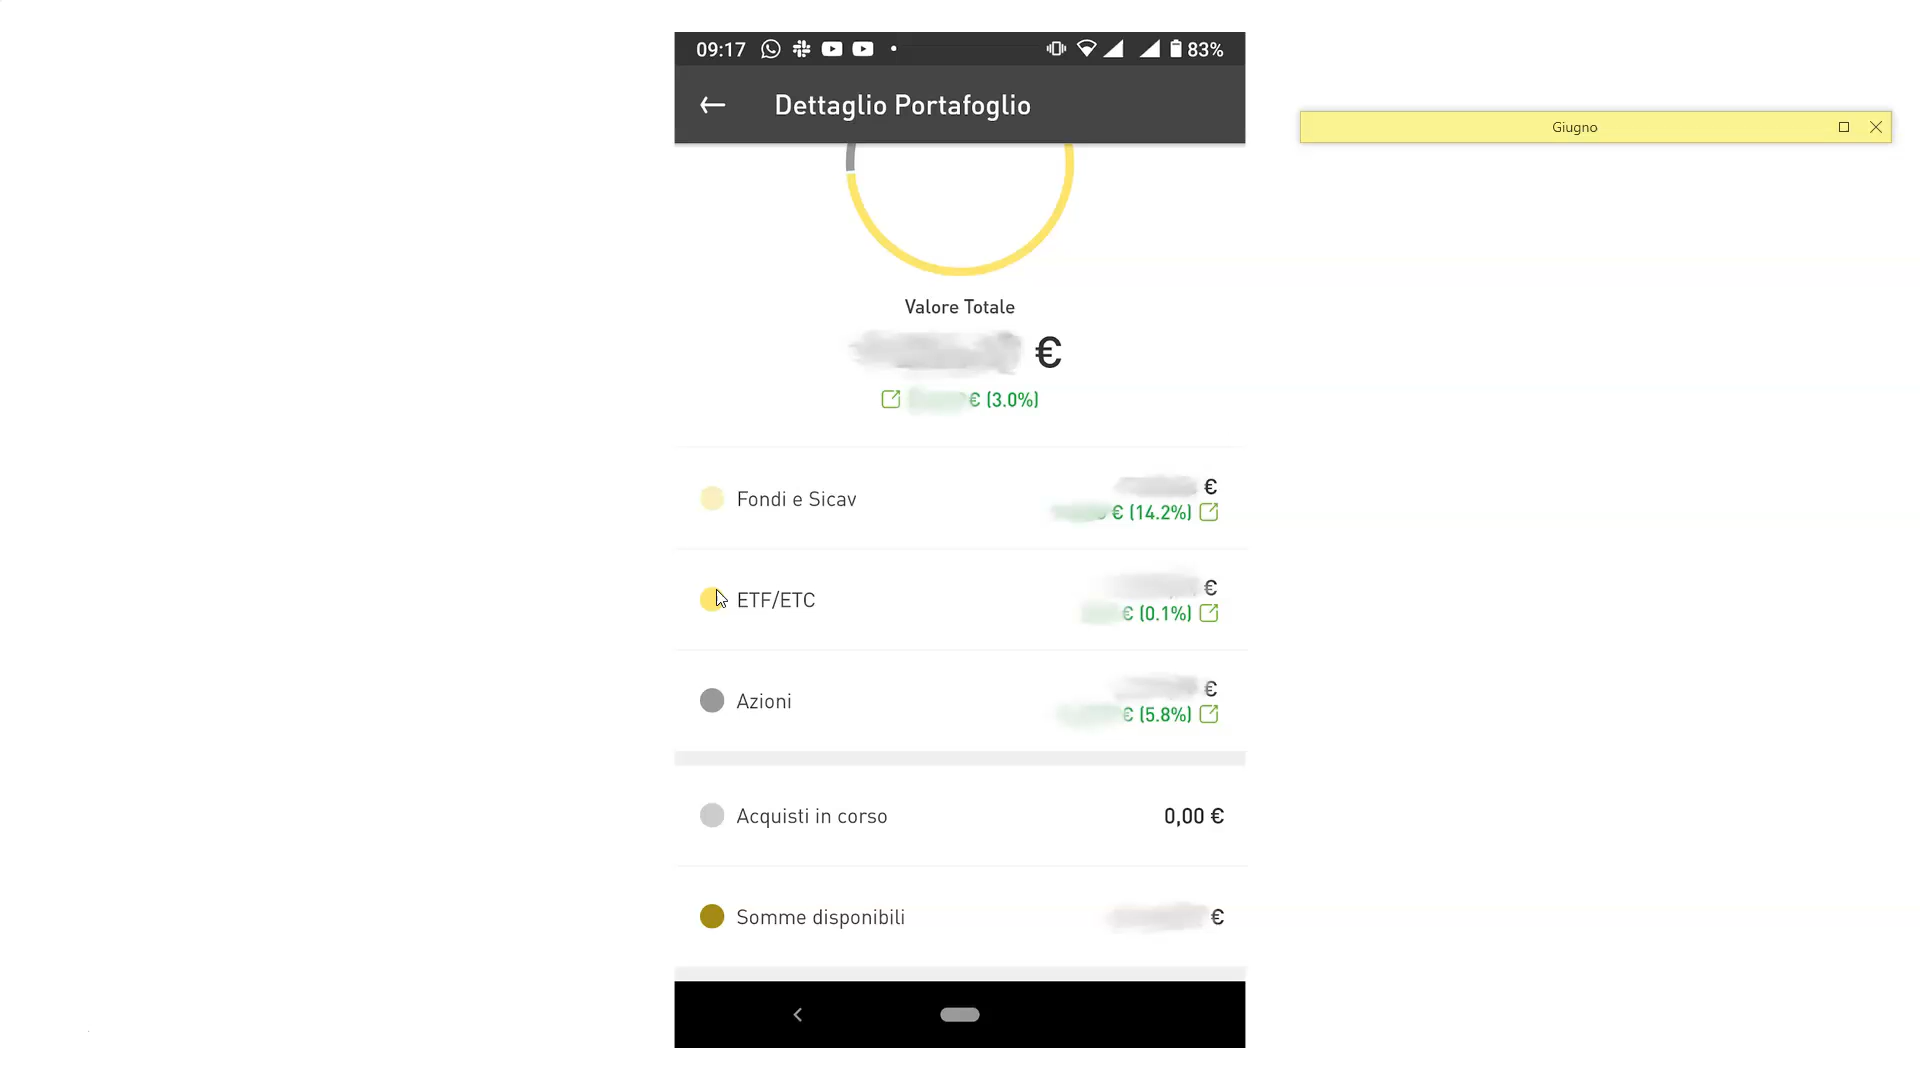 09:17 83%
Dettaglio Portafoglio
Giugno
Valore Totale
€
€ (3.0%)
Fondi e Sicav
€
€ (14.2%)
ETF/ETC
€
€ (0.1%)
Azioni
€
€ (5.8%)
Acquisti in corso 0,00 €
Somme disponibili €